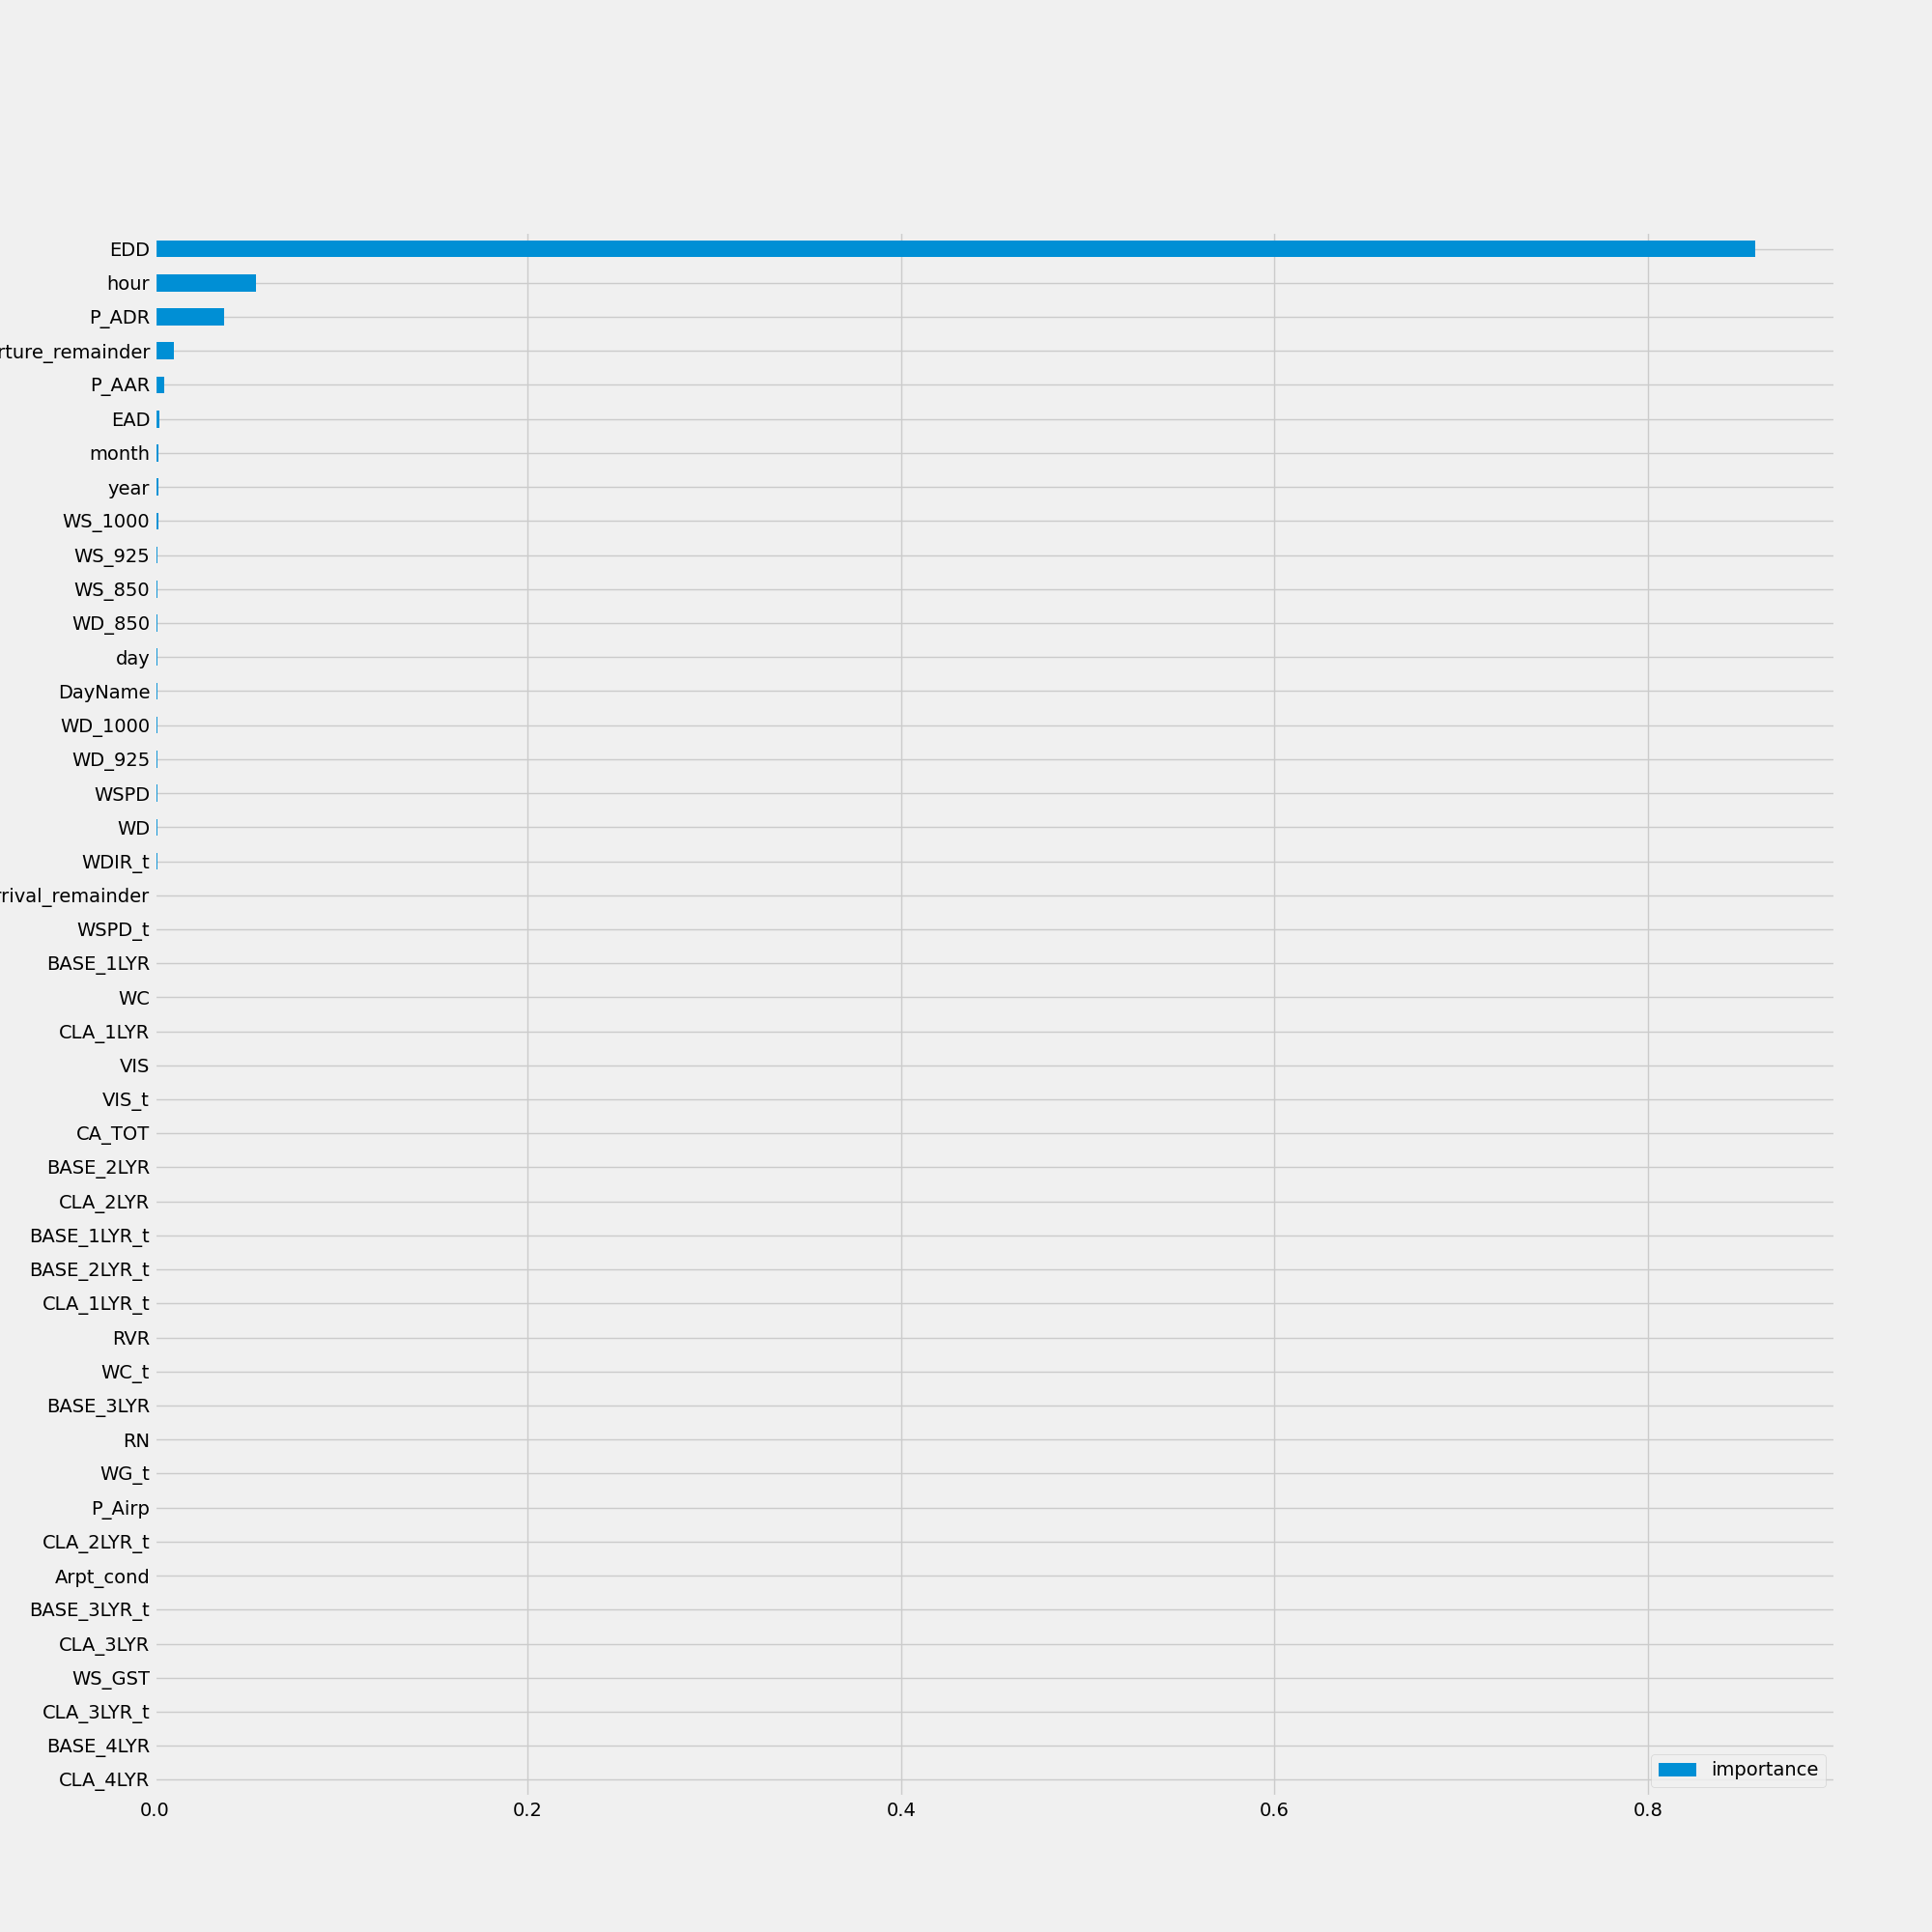 EDD
hour
P_ADR
rture_remainder
P_AAR
EAD
month
year
WS_1000
WS_925
WS_850
WD_850
day
DayName
WD_1000
WD_925
WSPD
WD
WDIR_t
rival_remainder
WSPD_t
BASE_1LYR
WC
CLA_1LYR
VIS
VIS_t
CA_TOT
BASE_2LYR
CLA_2LYR
BASE_1LYR_t
BASE_2LYR_t
CLA_1LYR_t
RVR
WC_t
BASE_3LYR
RN
WG_t
P_Airp
CLA_2LYR_t
Arpt_cond
BASE_3LYR_t
CLA_3LYR
WS_GST
CLA_3LYR_t
BASE_4LYR
CLA_4LYR
importance
0.0 0.2 0.4 0.6 0.8